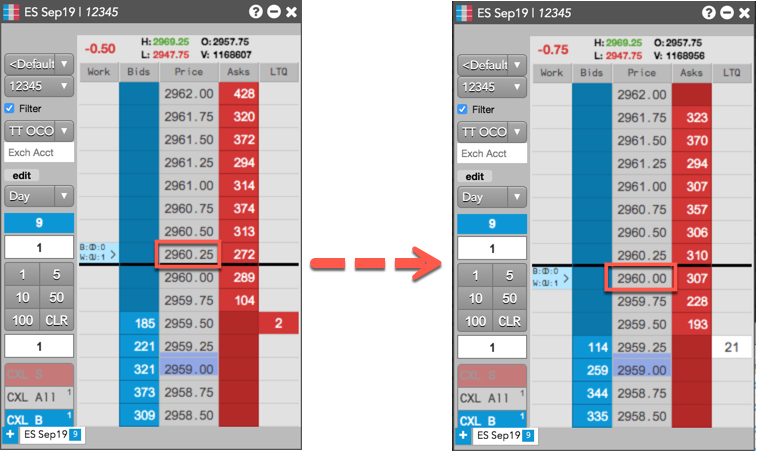 ES Sep19 | 12345
-0.50
H: 2969.25 O: 2957.75
L: 2947.75 V: 1168607
<Default
Work Bids Price Asks LTQ
12345
Filter
TT OCO
Exch Acct
edit
Day
9
1
1 5
10 50
100 CLR
1
CXL S
CXL All 1
CXL B 1
2962.00 428
2961.75 320
2961.50 372
2961.25 294
2961.00 314
2960.75 374
2960.50 313
2960.25 272
W:0 U:1
2960.00 289
2959.75 104
185 2959.50 2
221 2959.25
321 2959.00
373 2958.75
309 2958.50
+ ES Sep19 9
ES Sep19 | 12345
-0.75
H: 2969.25 O: 2957.75
L: 2947.75 V: 1168956
<Default
Work Bids Price Asks LTQ
12345
Filter
TT OCO
Exch Acct
edit
Day
9
1
1 5
10 50
100 CLR
1
CXL S
CXL All 1
CXL B 1
2962.00
2961.75 323
2961.50 370
2961.25 294
2961.00 307
2960.75 357
2960.50 306
2960.25 310
2960.00 307
W:0 U:1
2959.75 228
2959.50 193
114 2959.25 21
259 2959.00
344 2958.75
335 2958.50
+ ES Sep19 9